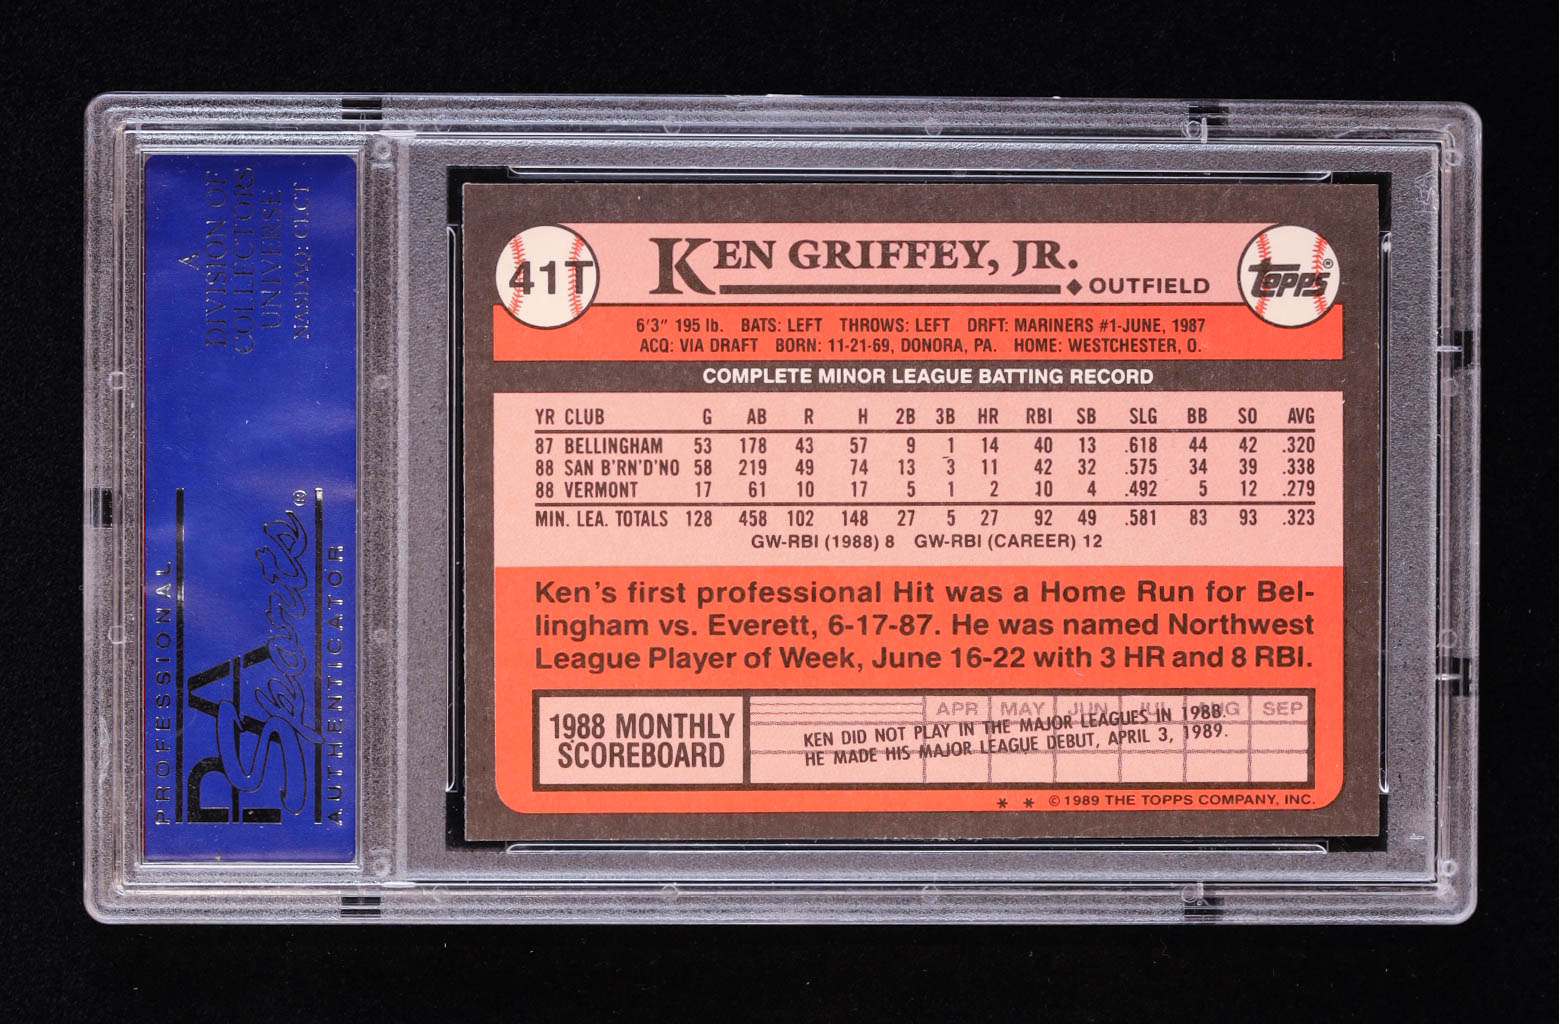 A
DIVISION OF
COLLECTORS
UNIVERSE
NASDAQ: CLCT
PROFESSIONAL
PSA
Sports®
AUTHENTICATOR
41T
KEN GRIFFEY, JR.
OUTFIELD
TOPPS®
6'3" 195 lb. BATS: LEFT THROWS: LEFT DRFT: MARINERS #1-JUNE, 1987
ACQ: VIA DRAFT BORN: 11-21-69, DONORA, PA. HOME: WESTCHESTER, O.
COMPLETE MINOR LEAGUE BATTING RECORD
YR CLUB G AB R H 2B 3B HR RBI SB SLG BB SO AVG
87 BELLINGHAM 53 178 43 57 9 1 14 40 13 .618 44 42 .320
88 SAN B'RN'D'NO 58 219 49 74 13 3 11 42 32 .575 34 39 .338
88 VERMONT 17 61 10 17 5 1 2 10 4 .492 5 12 .279
MIN. LEA. TOTALS 128 458 102 148 27 5 27 92 49 .581 83 93 .323
GW-RBI (1988) 8 GW-RBI (CAREER) 12
Ken's first professional Hit was a Home Run for Bel-
lingham vs. Everett, 6-17-87. He was named Northwest
League Player of Week, June 16-22 with 3 HR and 8 RBI.
1988 MONTHLY
SCOREBOARD
APR MAY JUN JUL AUG SEP
KEN DID NOT PLAY IN THE MAJOR LEAGUES IN 1988.
HE MADE HIS MAJOR LEAGUE DEBUT, APRIL 3, 1989.
* * © 1989 THE TOPPS COMPANY, INC.